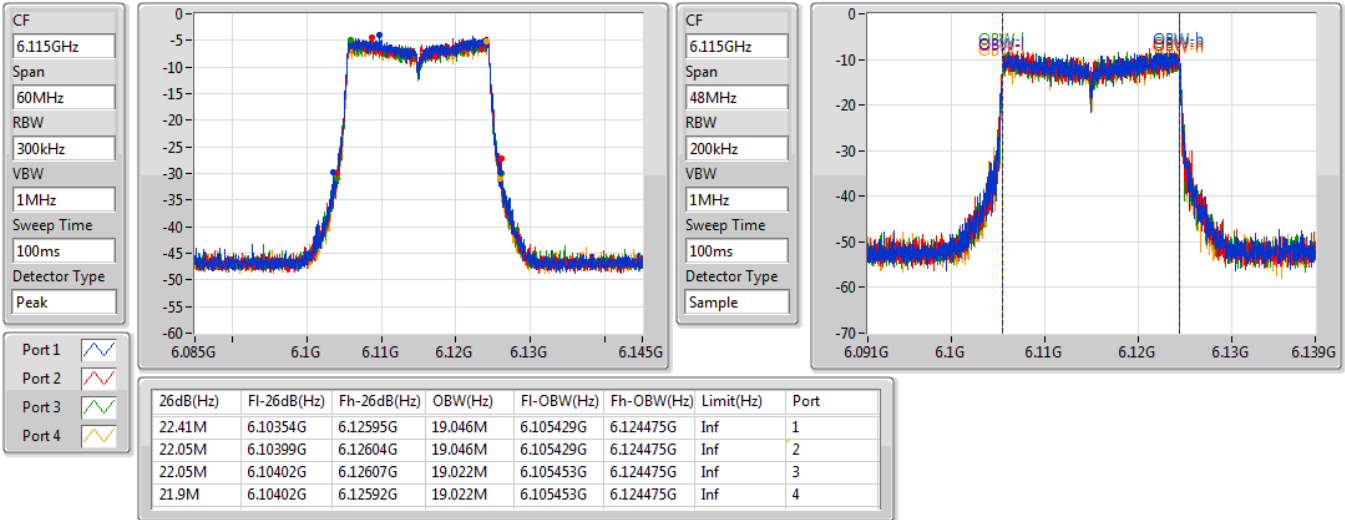 CF
6.115GHz
Span
60MHz
RBW
300kHz
VBW
1MHz
Sweep Time
100ms
Detector Type
Peak
0
-5
-10
-15
-20
-25
-30
-35
-40
-45
-50
-55
-60
6.085G 6.1G 6.11G 6.12G 6.13G 6.145G
CF
6.115GHz
Span
48MHz
RBW
200kHz
VBW
1MHz
Sweep Time
100ms
Detector Type
Sample
0
-10
-20
-30
-40
-50
-60
-70
OBW-l OBW-h
6.091G 6.1G 6.11G 6.12G 6.13G 6.139G
Port 1
Port 2
Port 3
Port 4
26dB(Hz) Fl-26dB(Hz) Fh-26dB(Hz) OBW(Hz) Fl-OBW(Hz) Fh-OBW(Hz) Limit(Hz) Port
22.41M 6.10354G 6.12595G 19.046M 6.105429G 6.124475G Inf 1
22.05M 6.10399G 6.12604G 19.046M 6.105429G 6.124475G Inf 2
22.05M 6.10402G 6.12607G 19.022M 6.105453G 6.124475G Inf 3
21.9M 6.10402G 6.12592G 19.022M 6.105453G 6.124475G Inf 4